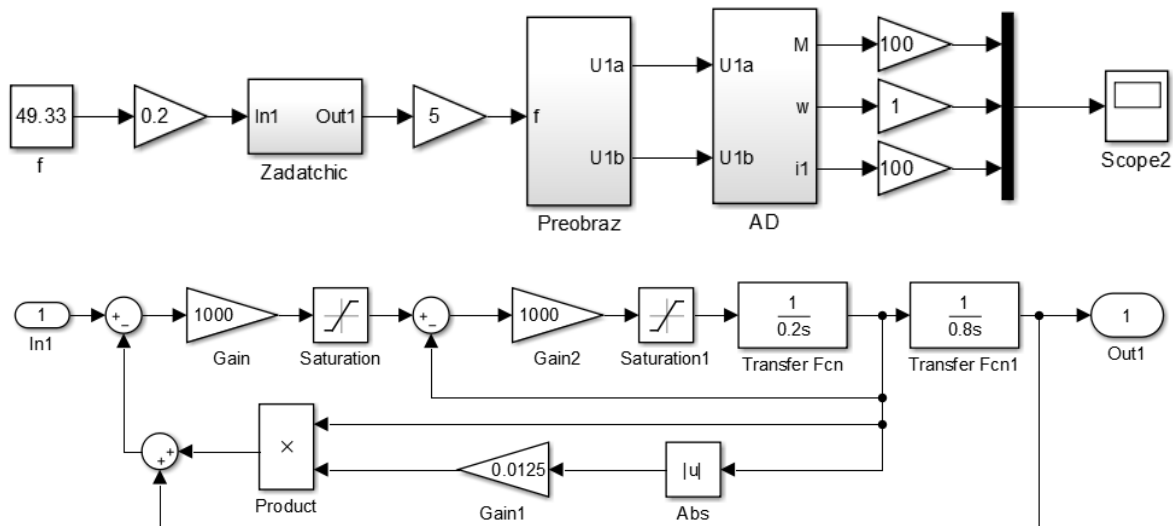 49.33
f
0.2
In1 Out1
Zadatchic
5
f
U1a
U1b
Preobraz
U1a
U1b
M
w
i1
AD
100
1
100
Scope2
1
In1
+
−
1000
Gain
Saturation
+
−
1000
Gain2
Saturation1
1
0.2s
Transfer Fcn
1
0.8s
Transfer Fcn1
1
Out1
+
+
×
Product
0.0125
Gain1
|u|
Abs